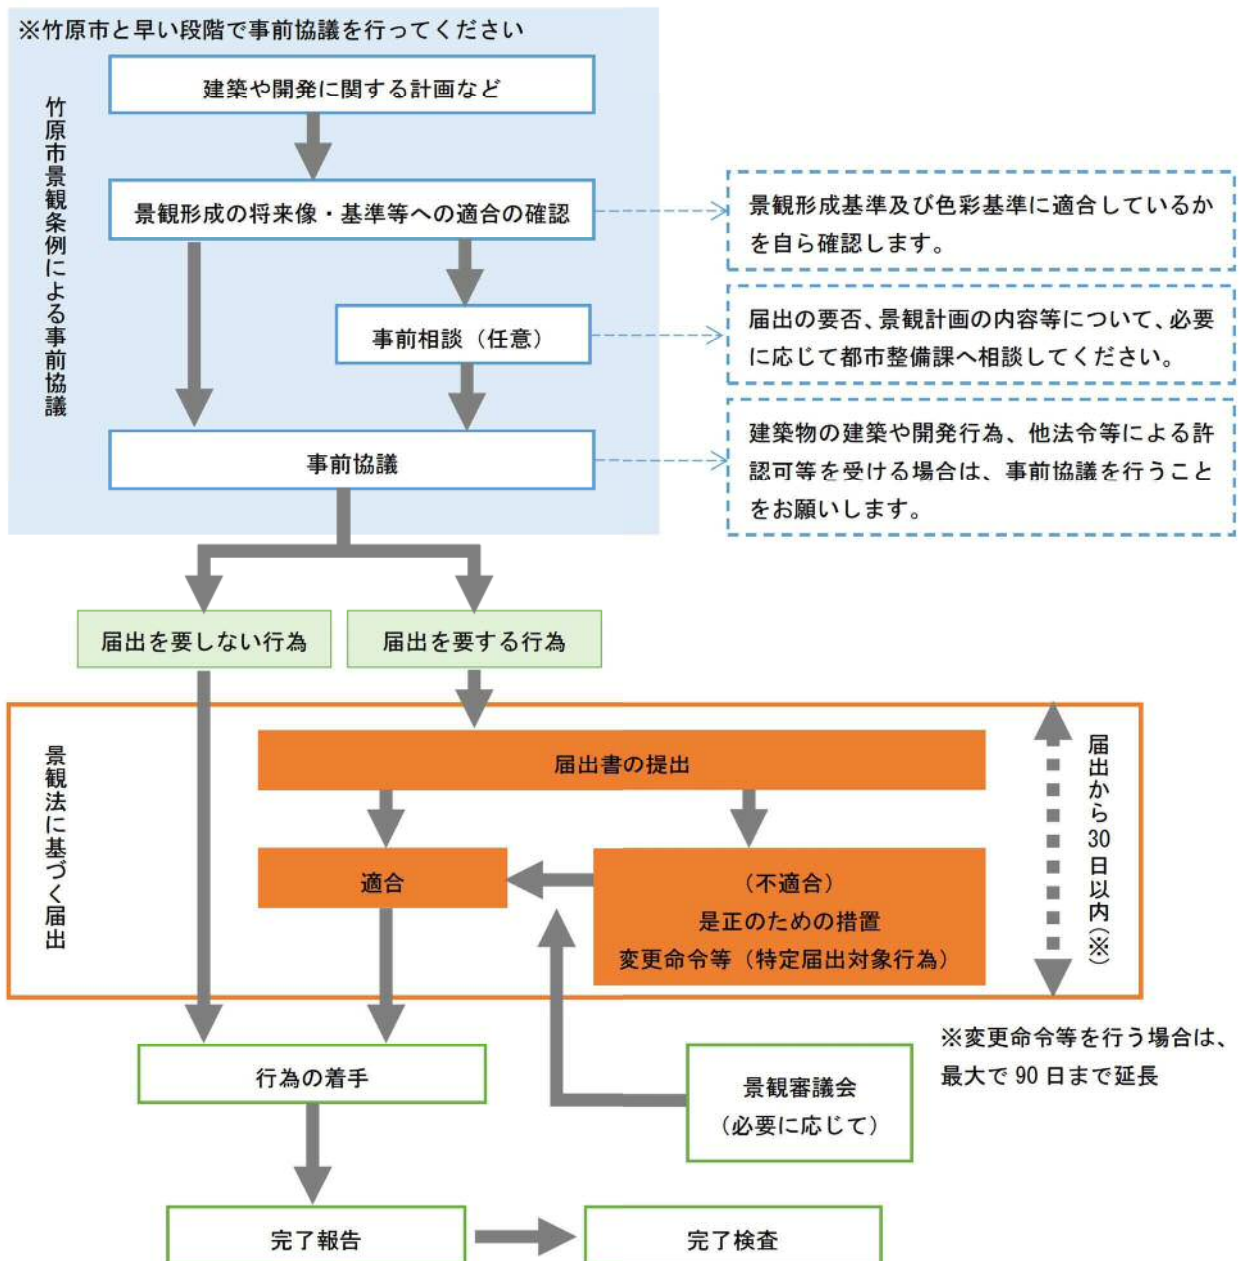 ※竹原市と早い段階で事前協議を行ってください
竹原市景観条例による事前協議
建築や開発に関する計画など
景観形成の将来像・基準等への適合の確認
景観形成基準及び色彩基準に適合しているか
を自ら確認します。
事前相談（任意）
届出の要否、景観計画の内容等について、必要
に応じて都市整備課へ相談してください。
事前協議
建築物の建築や開発行為、他法令等による許
認可等を受ける場合は、事前協議を行うこと
をお願いします。
届出を要しない行為
届出を要する行為
景観法に基づく届出
届出書の提出
届出から30日以内（※）
適合
（不適合）
是正のための措置
変更命令等（特定届出対象行為）
行為の着手
景観審議会
（必要に応じて）
※変更命令等を行う場合は、
最大で 90 日まで延長
完了報告
完了検査